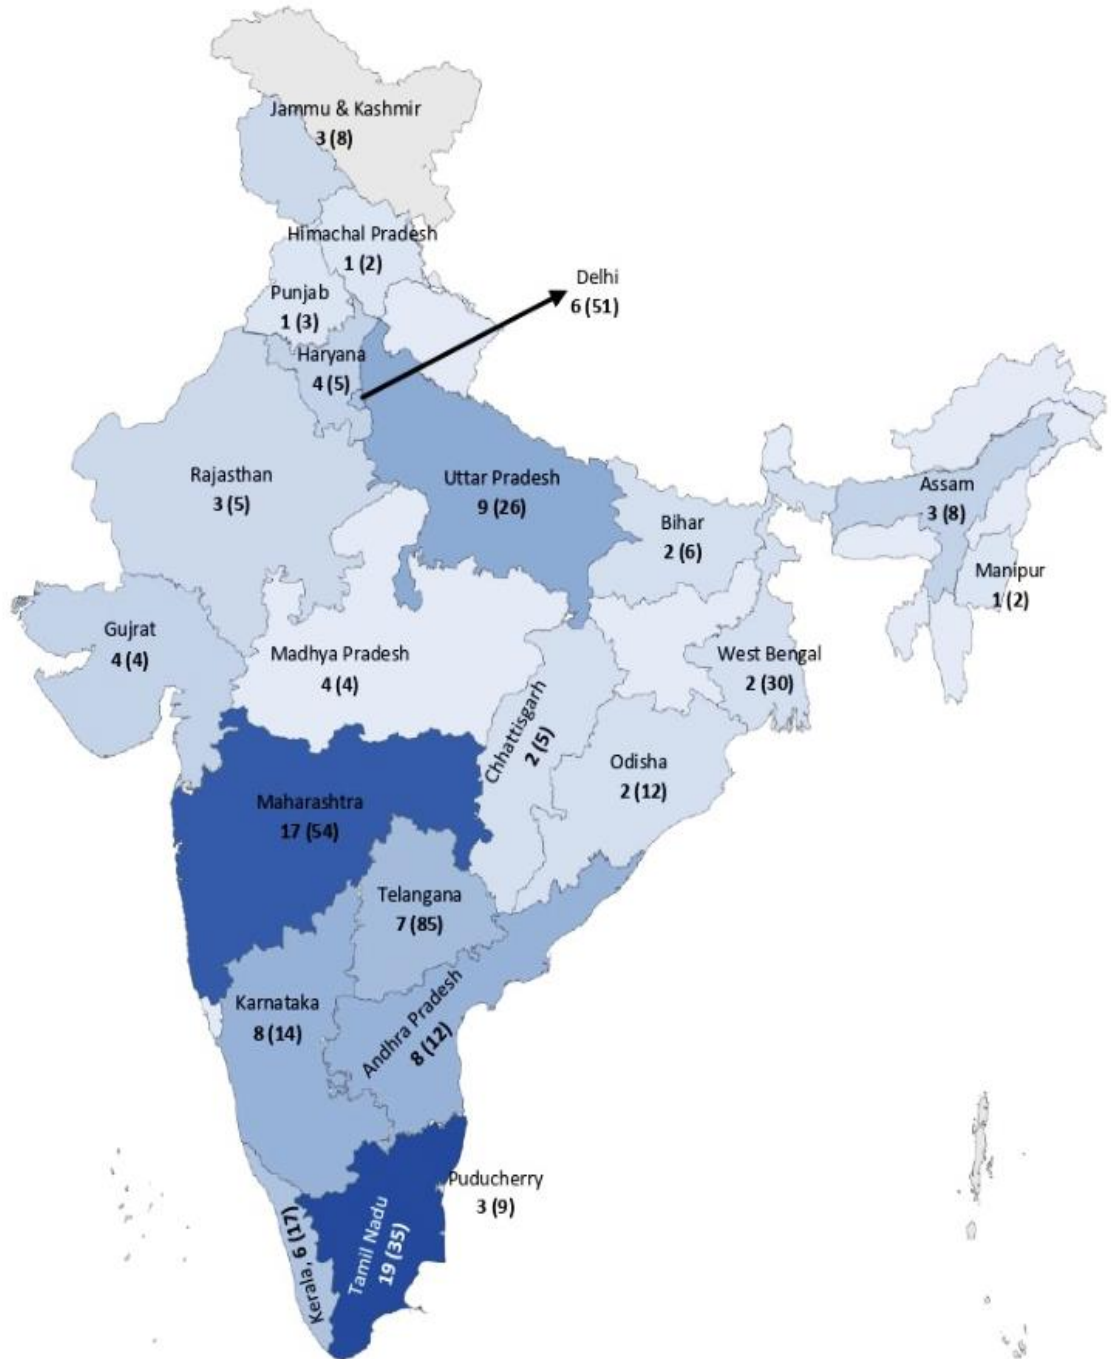 Jammu & Kashmir
3 (8)
Himachal Pradesh
1 (2)
Delhi
6 (51)
Punjab
1 (3)
Haryana
4 (5)
Rajasthan
3 (5)
Uttar Pradesh
9 (26)
Assam
3 (8)
Bihar
2 (6)
Manipur
1 (2)
Gujrat
4 (4)
Madhya Pradesh
4 (4)
West Bengal
2 (30)
Chhattisgarh
2 (5)
Odisha
2 (12)
Maharashtra
17 (54)
Telangana
7 (85)
Karnataka
8 (14)
Andhra Pradesh
8 (12)
Puducherry
3 (9)
Kerala, 6 (17)
Tamil Nadu
19 (35)